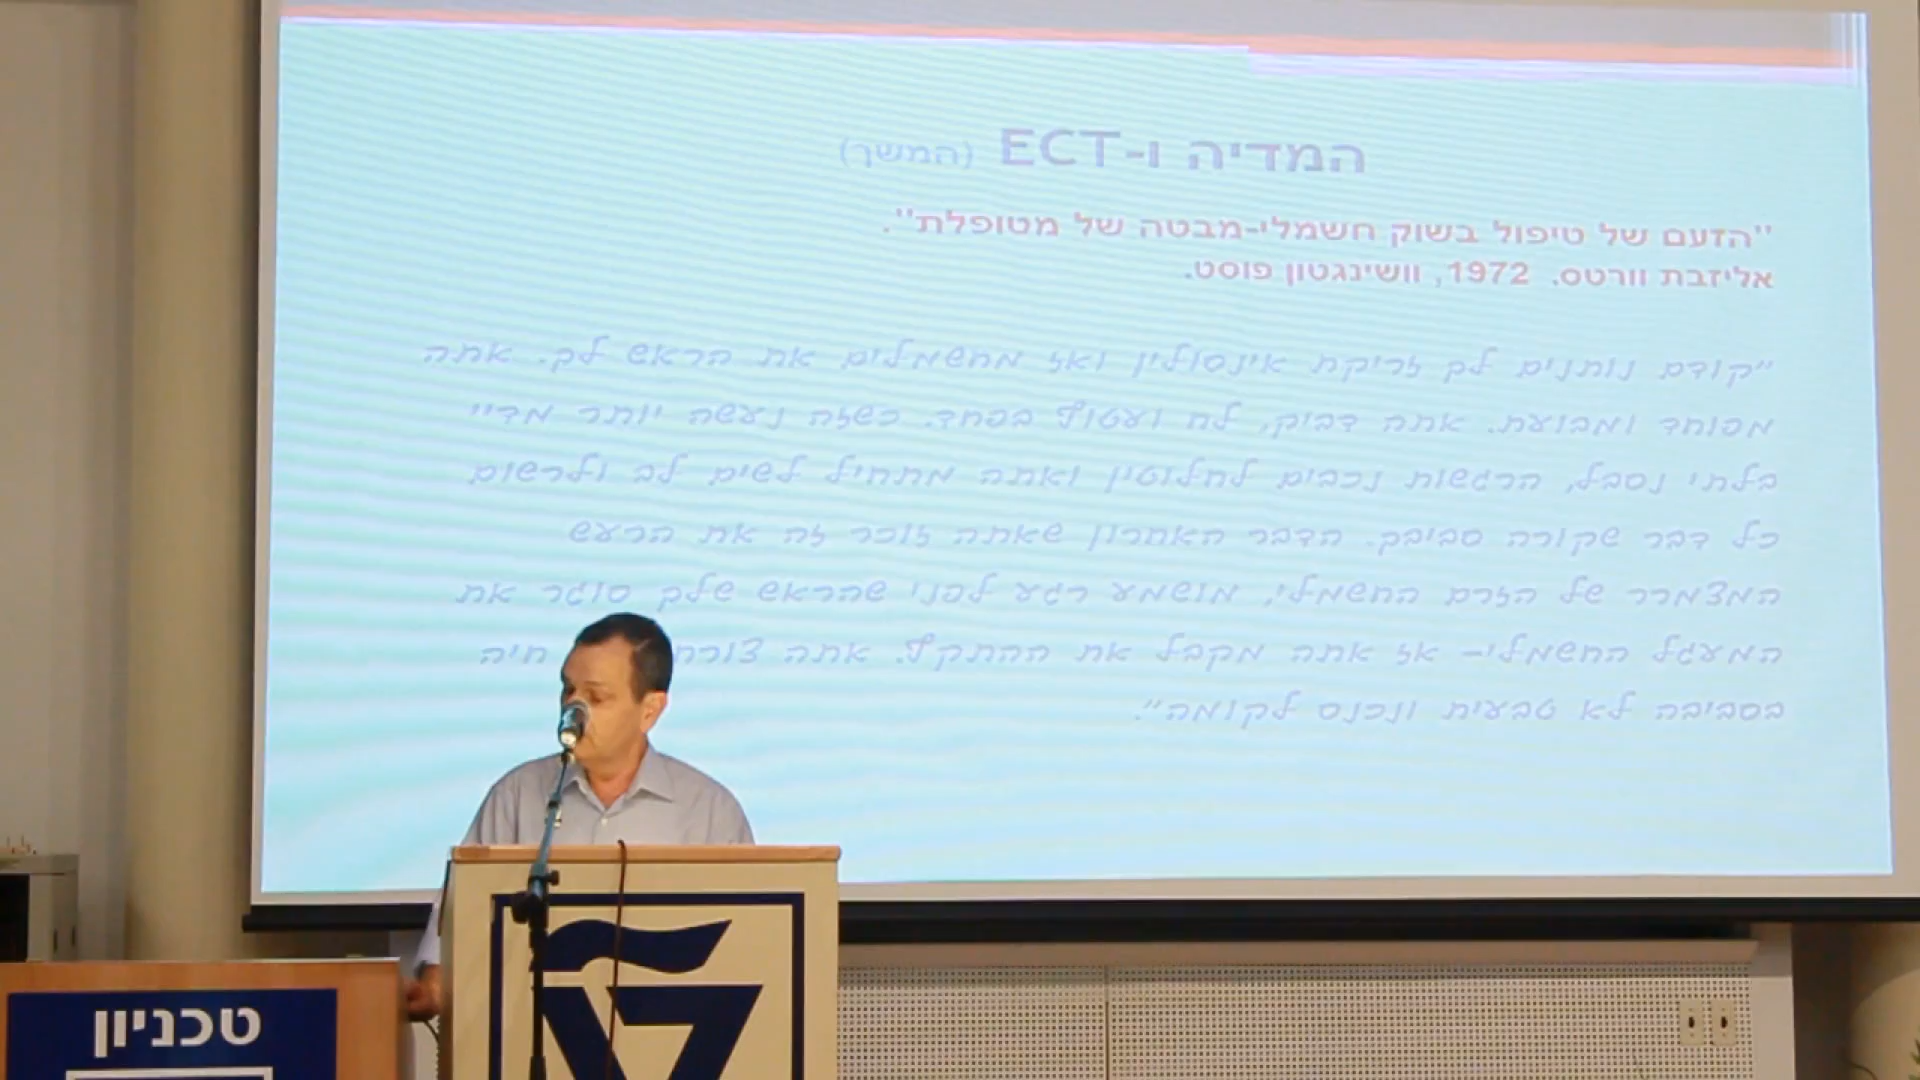 המדיה ו-ECT (המשך)
"הזעם של טיפול בשוק חשמלי-מבטה של מטופלת".
אליזבת וורטס. 1972, וושינגטון פוסט.
"קודם נותנים לך זריקת אינסולין ואז מחשמלים את הראש לך. אתה
מפוחד ומבועת. אתה דביק, לח ועטוף בפחד. כשזה נעשה יותר מדיי
בלתי נסבל, הרגשות נכבים לחלוטין ואתה מתחיל לשים לב ולרשום
כל דבר שקורה סביבך. הדבר האחרון שאתה זוכר זה את הרעש
המצמרר של הזרם החשמלי, מושמע רגע לפני שהראש שלך סוגר את
המעגל החשמלי– אז אתה מקבל את ההתקף. אתה צורח חיה
בסביבה לא טבעית ונכנס לקומה".
טכניון